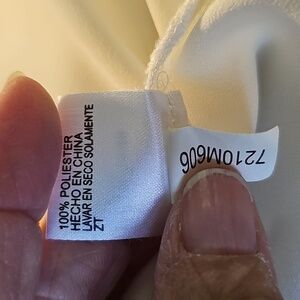 100% POLIESTER
HECHO EN CHINA
LAVAR EN SECO SOLAMENTE
ZT
7210M606